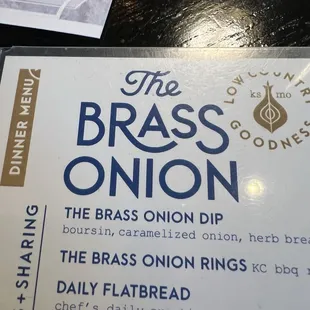 DINNER MENU
The
BRASS
ONION
LOW COUNTRY
ks mo
GOODNESS
+ SHARING
THE BRASS ONION DIP
boursin, caramelized onion, herb
THE BRASS ONION RINGS KC bbq
DAILY FLATBREAD
chef's daily